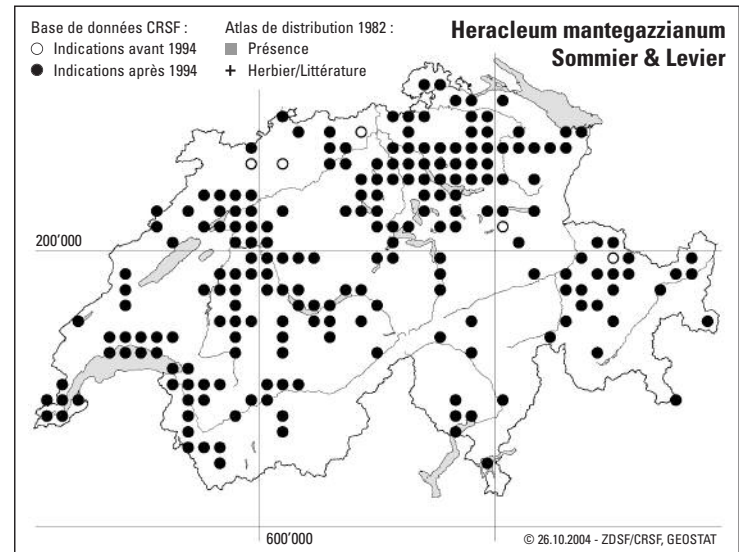 Base de données CRSF :
Indications avant 1994
Indications après 1994
Atlas de distribution 1982 :
Présence
Herbier/Littérature
Heracleum mantegazzianum
Sommier & Levier
200'000
600'000
© 26.10.2004 - ZDSF/CRSF, GEOSTAT